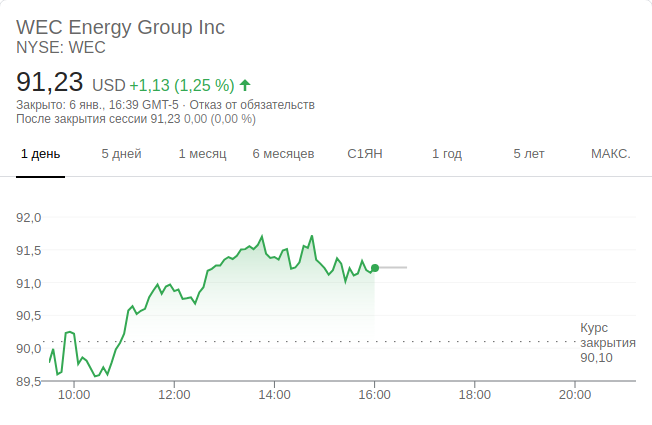 WEC Energy Group Inc
NYSE: WEC
91,23 USD +1,13 (1,25 %)
Закрыто: 6 янв., 16:39 GMT-5 · Отказ от обязательств
После закрытия сессии 91,23 0,00 (0,00 %)
1 день 5 дней 1 месяц 6 месяцев С1ЯН 1 год 5 лет МАКС.
92,0
91,5
91,0
90,5
90,0
89,5
Курс
закрытия
90,10
10:00 12:00 14:00 16:00 18:00 20:00